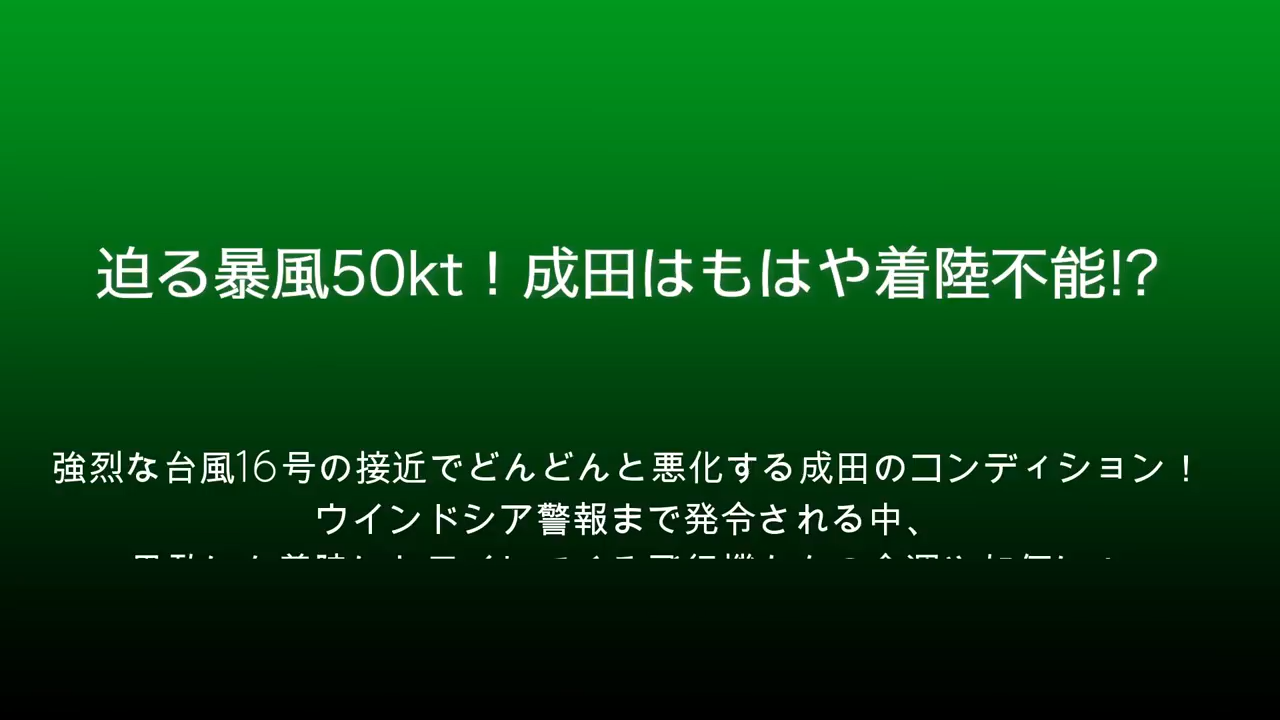 迫る暴風50kt！成田はもはや着陸不能!?
強烈な台風16号の接近でどんどんと悪化する成田のコンディション！
ウインドシア警報まで発令される中、